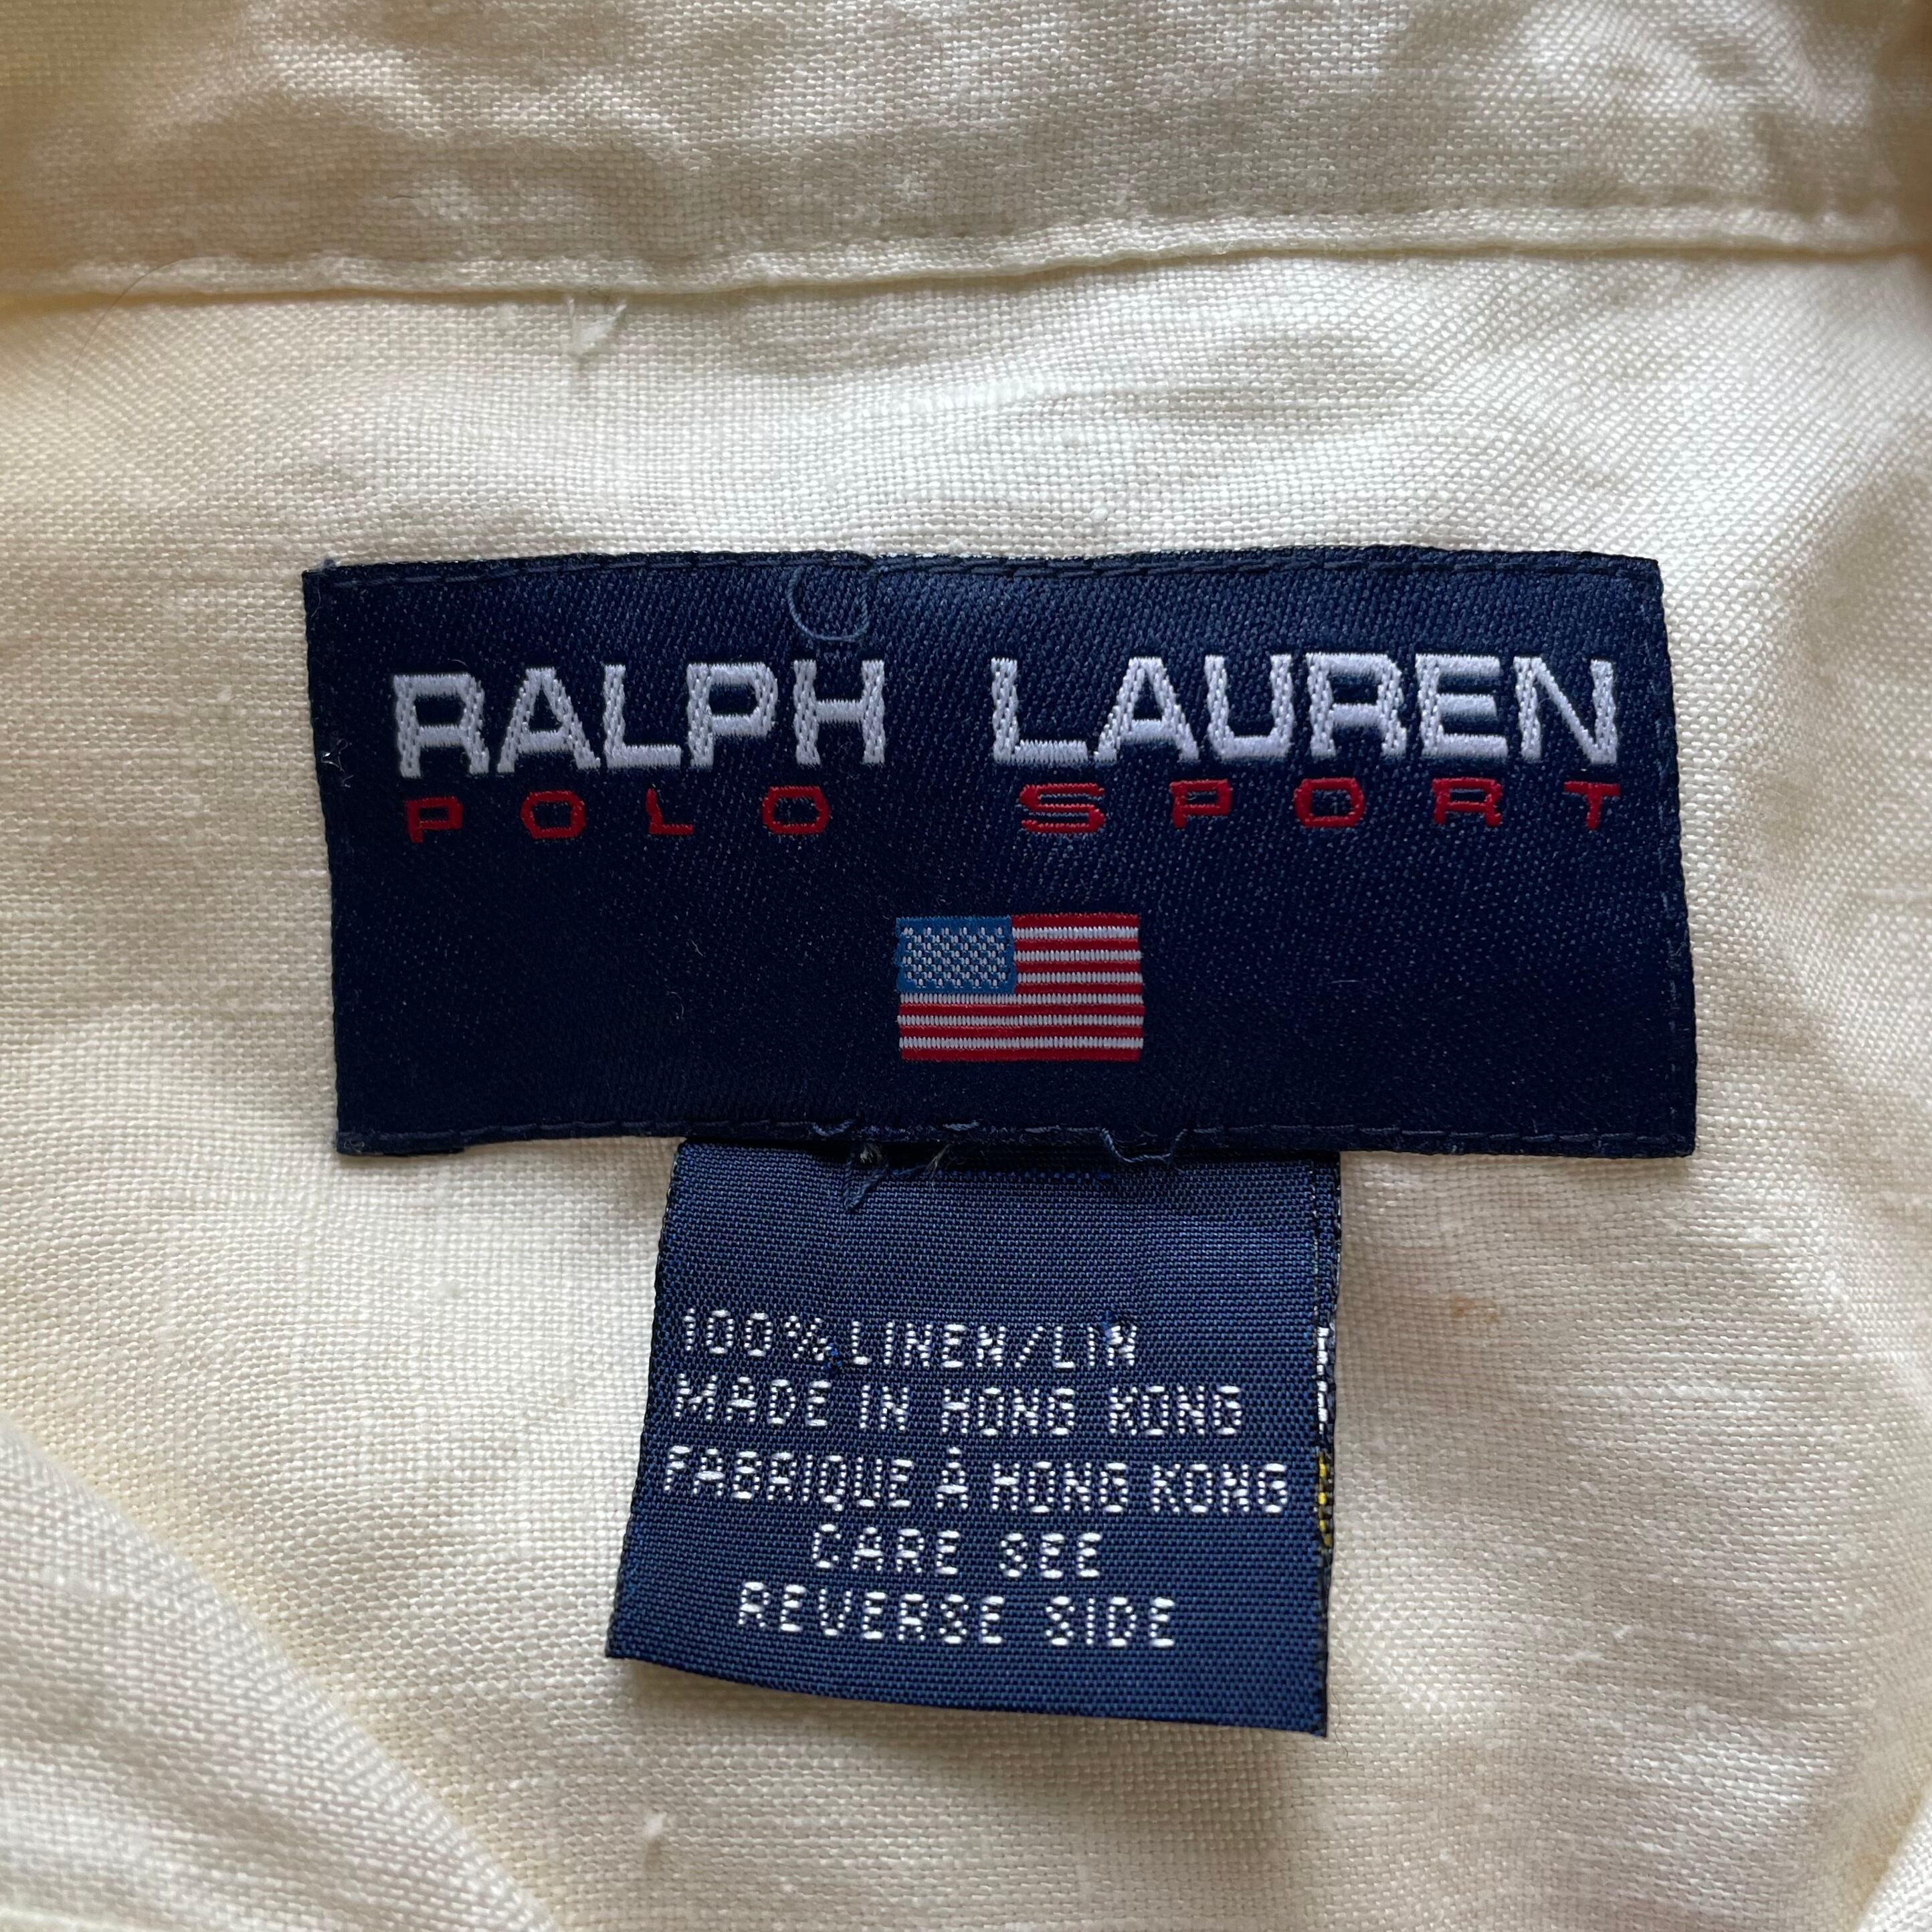 RALPH LAUREN
POLO SPORT
100% LINEN/LIN
MADE IN HONG KONG
FABRIQUE À HONG KONG
CARE SEE
REVERSE SIDE